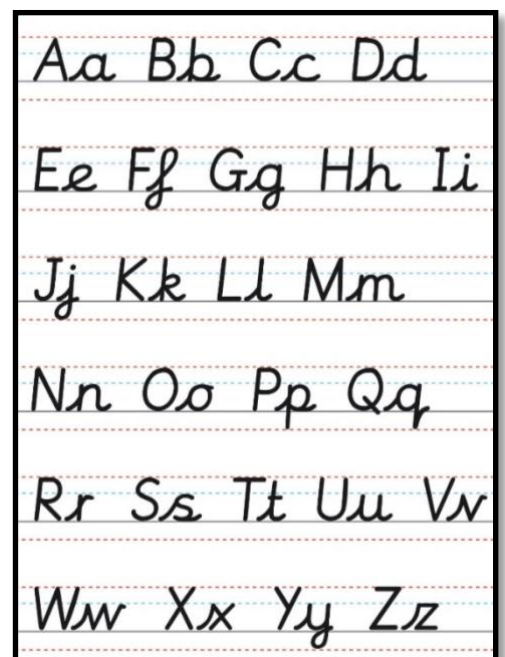 Aa Bb Cc Dd
Ee Ff Gg Hh Ii
Jj Kk Ll Mm
Nn Oo Pp Qq
Rr Ss Tt Uu Vv
Ww Xx Yy Zz